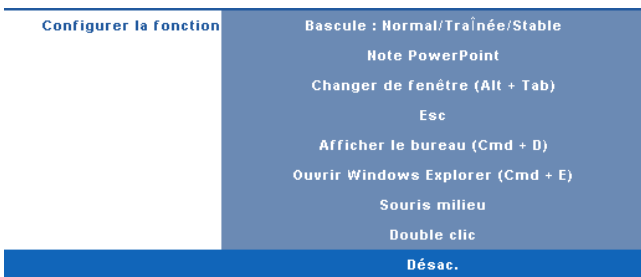 Configurer la fonction Bascule : Normal/TraÎnée/Stable
Note PowerPoint
Changer de fenêtre (Alt + Tab)
Esc
Afficher le bureau (Cmd + D)
Ouvrir Windows Explorer (Cmd + E)
Souris milieu
Double clic
Désac.